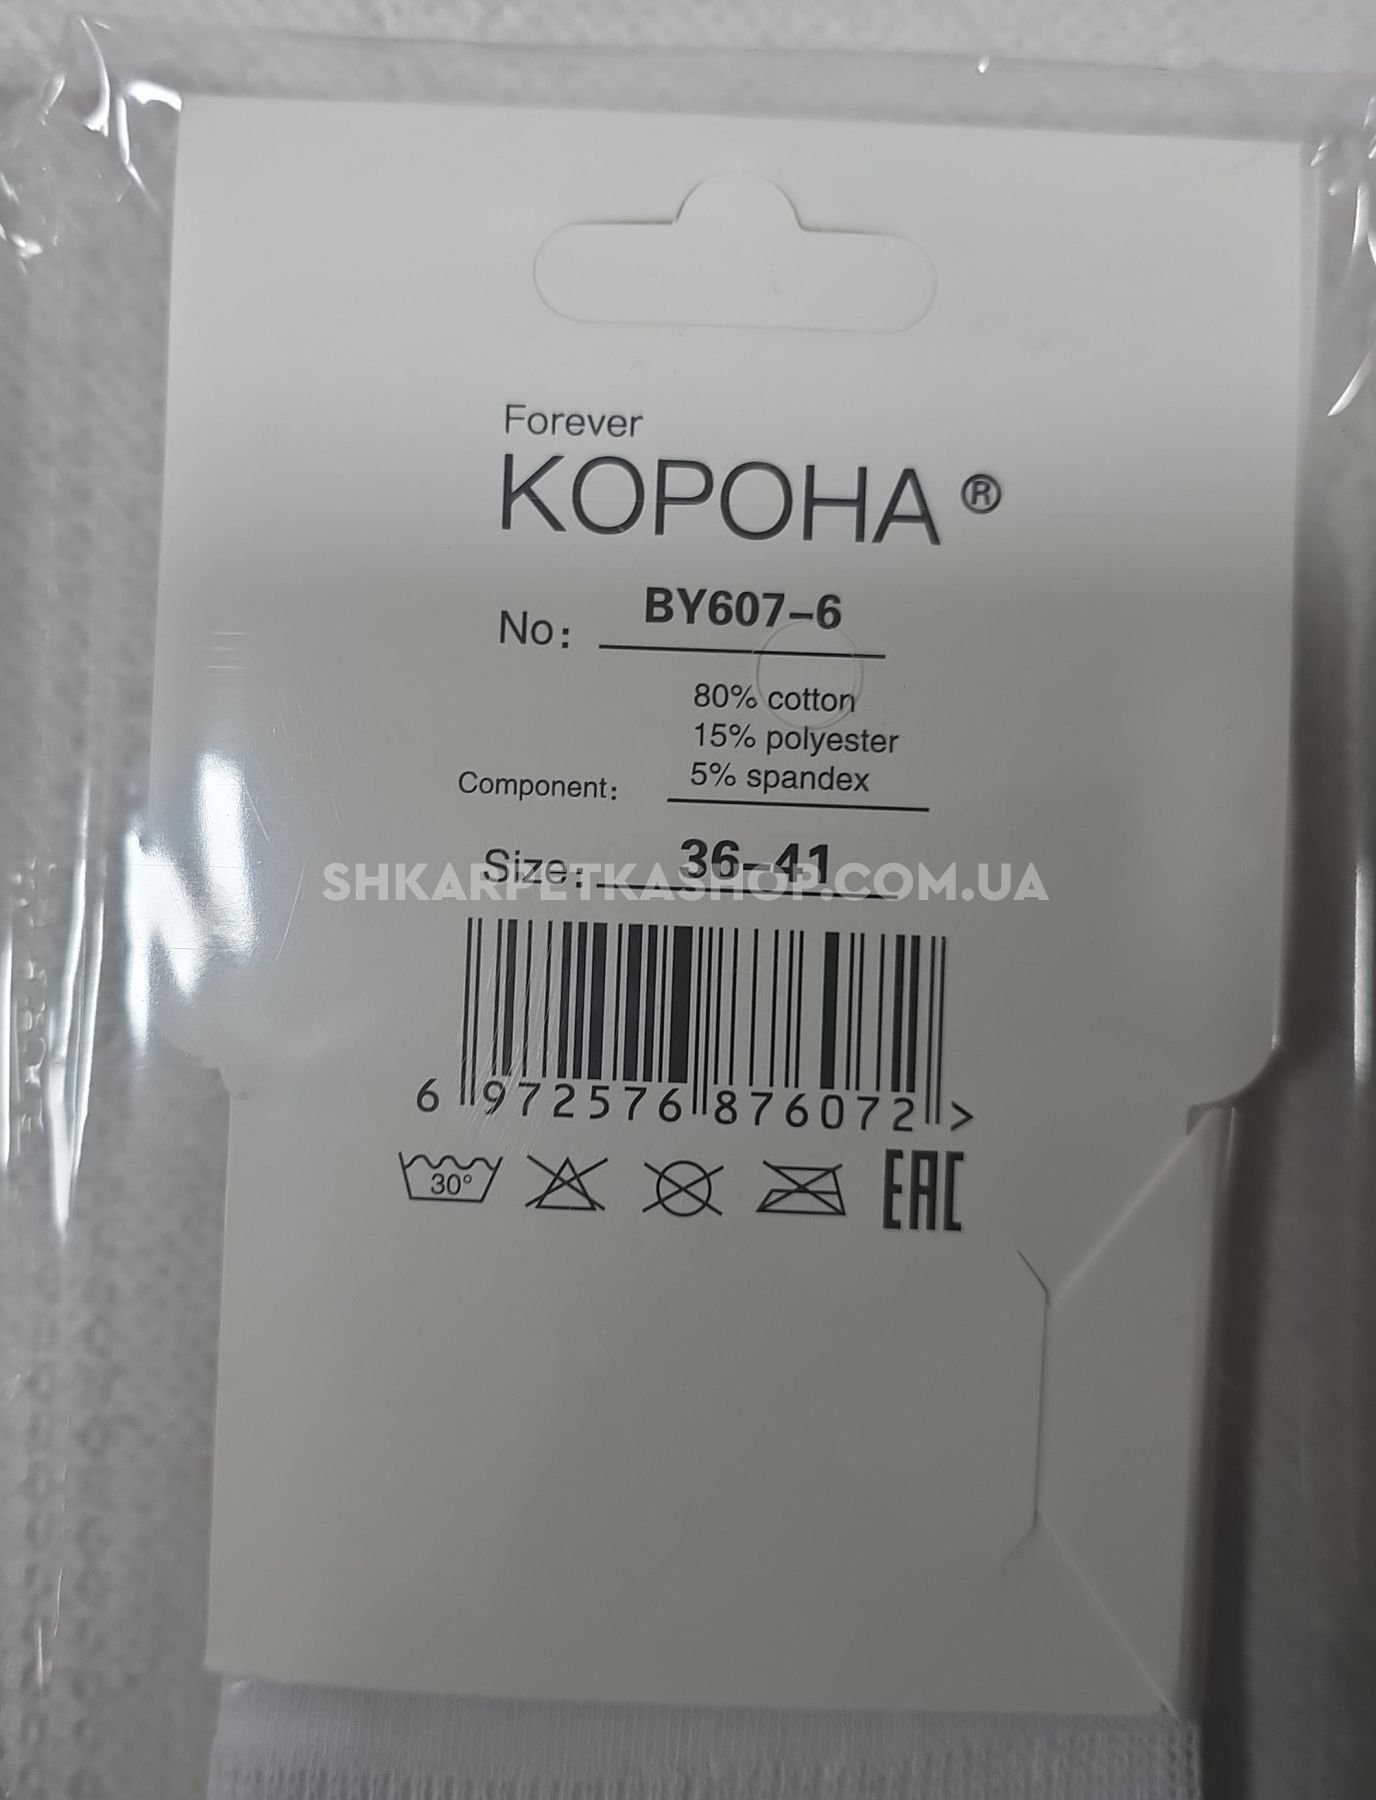 Forever
КОРОНА ®
No: BY607-6
80% cotton
15% polyester
Component: 5% spandex
Size: 36-41
SHKARPETKASHOP.COM.UA
6 972576 876072 >
30°
EAC